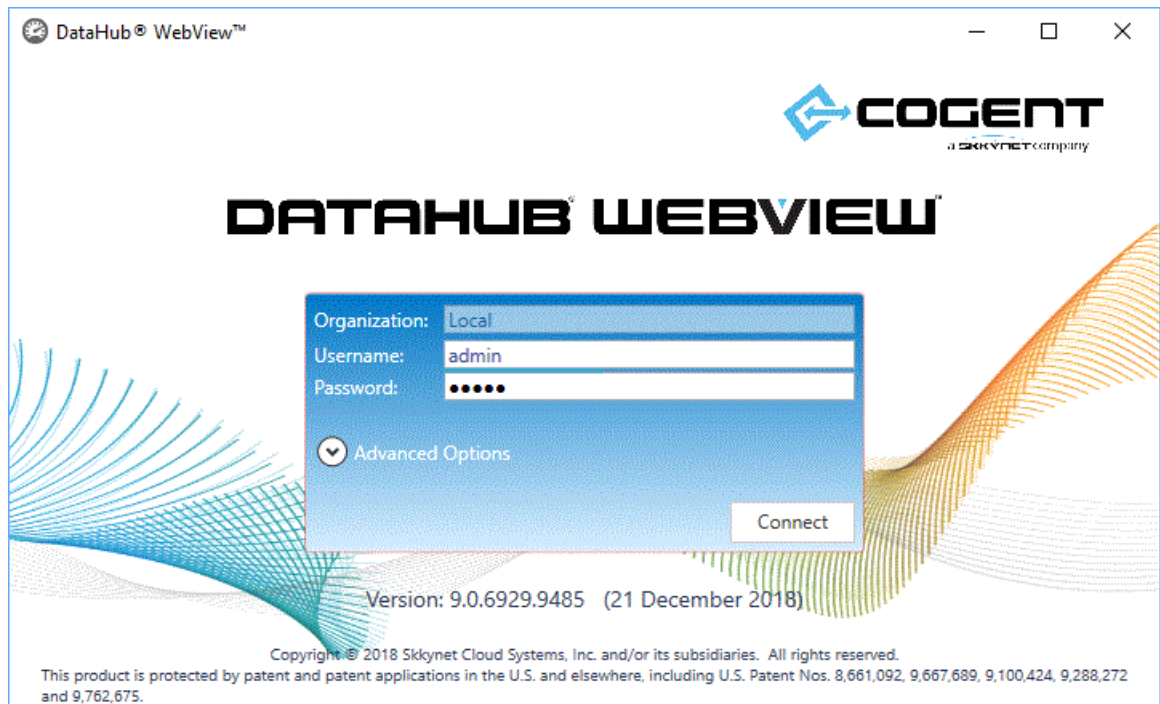 DataHub® WebView™
COGENT
a SKKYNET company
DATAHUB® WEBVIEW™
Organization: Local
Username: admin
Password: •••••
Advanced Options
Connect
Version: 9.0.6929.9485 (21 December 2018)
Copyright © 2018 Skkynet Cloud Systems, Inc. and/or its subsidiaries. All rights reserved.
This product is protected by patent and patent applications in the U.S. and elsewhere, including U.S. Patent Nos. 8,661,092, 9,667,689, 9,100,424, 9,288,272
and 9,762,675.